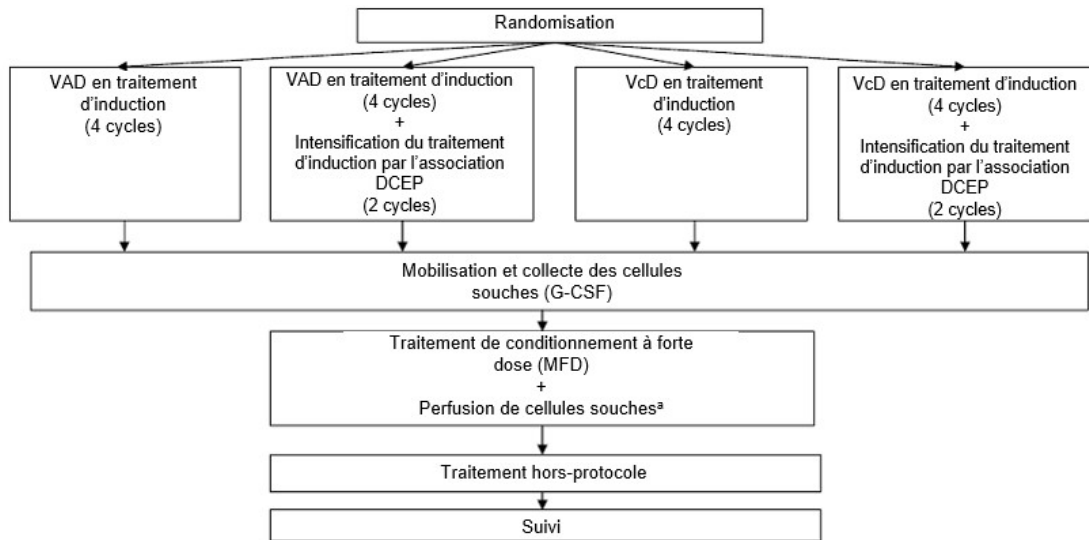 Randomisation
VAD en traitement
d'induction
(4 cycles)
VAD en traitement d'induction
(4 cycles)
+
Intensification du traitement
d'induction par l'association
DCEP
(2 cycles)
VcD en traitement
d'induction
(4 cycles)
VcD en traitement d'induction
(4 cycles)
+
Intensification du traitement
d'induction par l'association
DCEP
(2 cycles)
Mobilisation et collecte des cellules
souches (G-CSF)
Traitement de conditionnement à forte
dose (MFD)
+
Perfusion de cellules souchesª
Traitement hors-protocole
Suivi